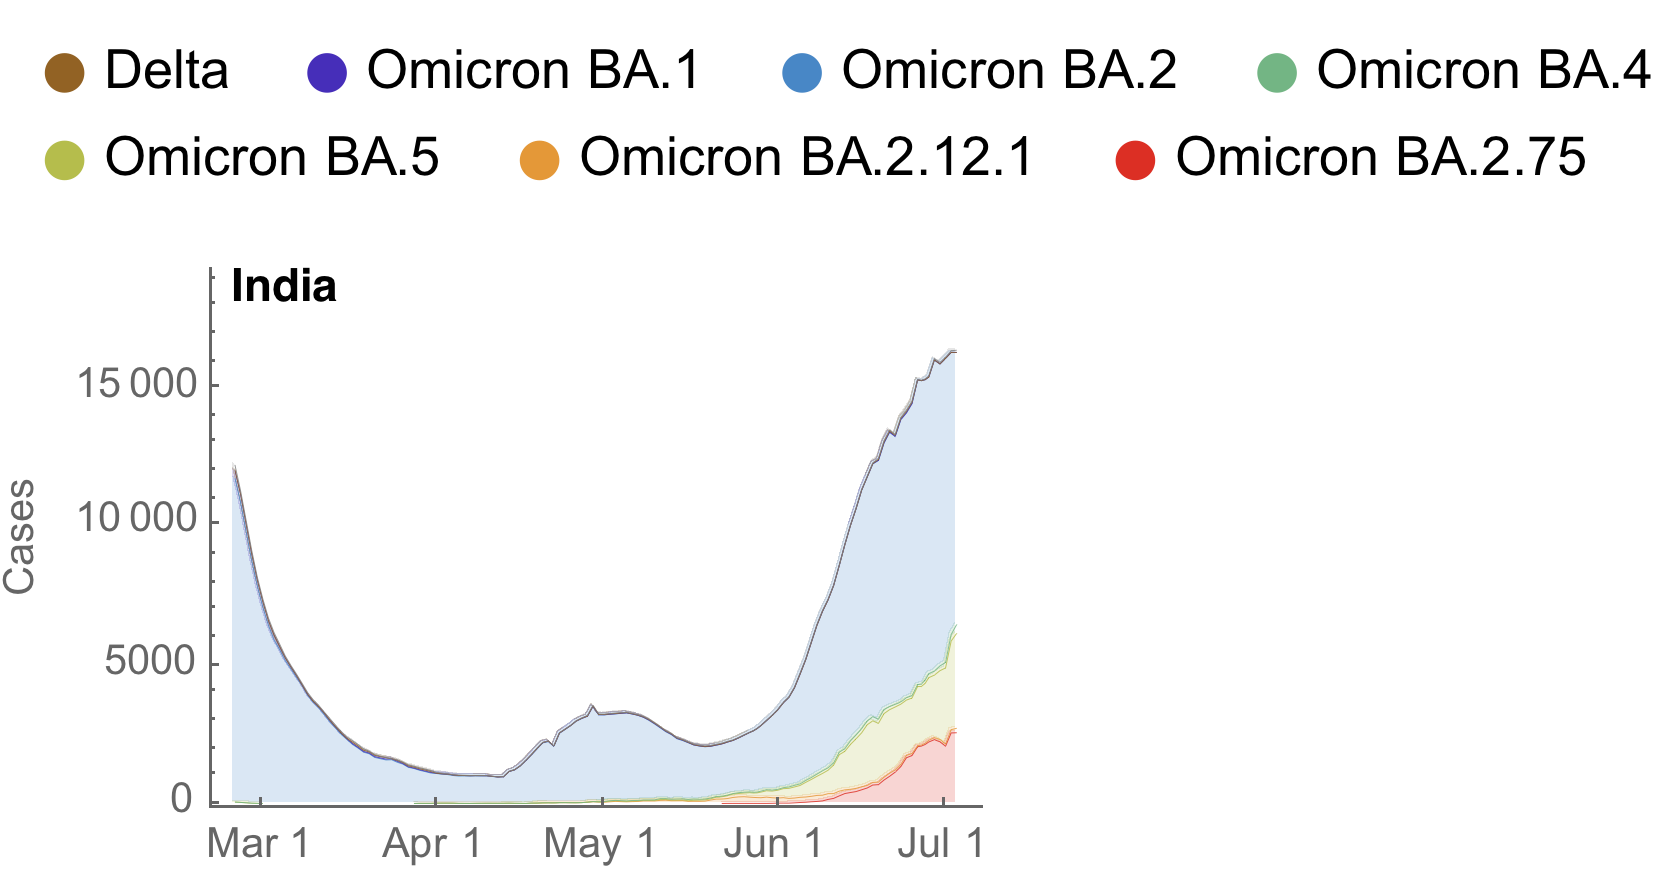 Delta Omicron BA.1 Omicron BA.2 Omicron BA.4
Omicron BA.5 Omicron BA.2.12.1 Omicron BA.2.75
India
15 000
10 000
5000
0
Cases
Mar 1 Apr 1 May 1 Jun 1 Jul 1